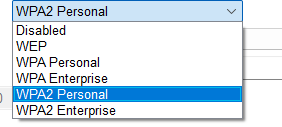 WPA2 Personal
Disabled
WEP
WPA Personal
WPA Enterprise
WPA2 Personal
WPA2 Enterprise